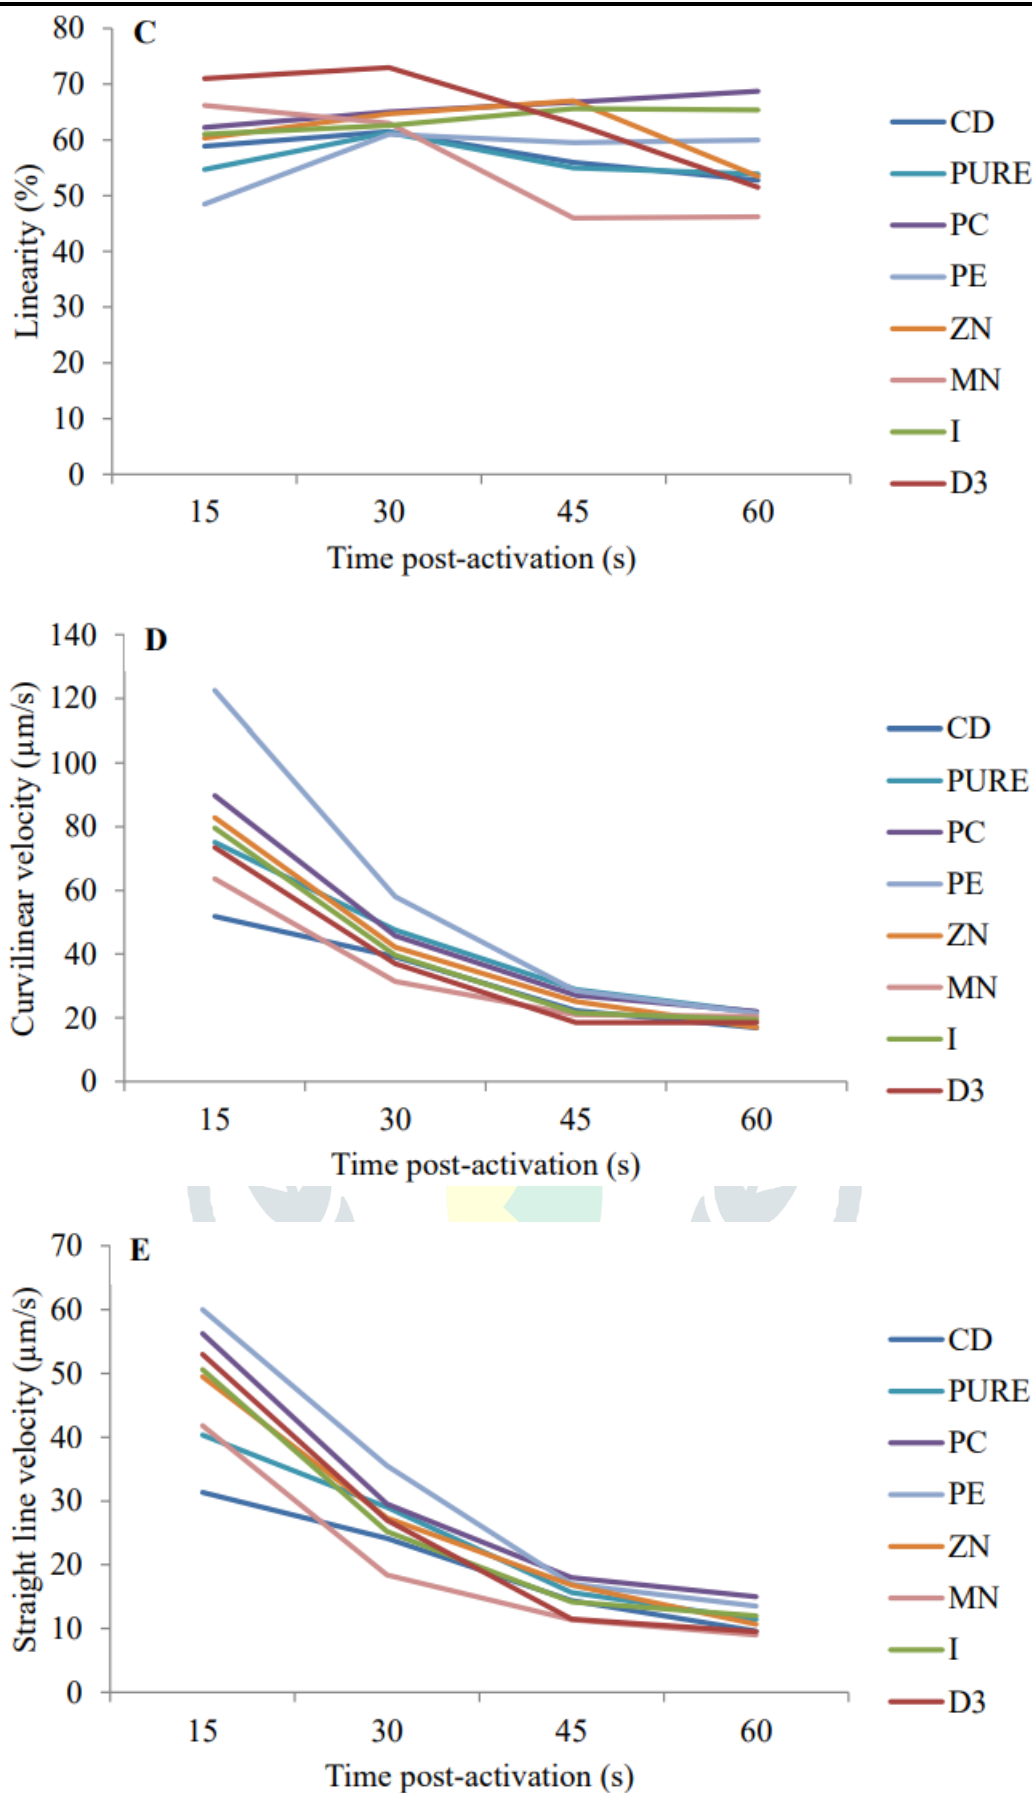 C
80
70
60
50
40
30
20
10
0
Linearity (%)
15 30 45 60
Time post-activation (s)
CD
PURE
PC
PE
ZN
MN
I
D3
D
140
120
100
80
60
40
20
0
Curvilinear velocity (µm/s)
15 30 45 60
Time post-activation (s)
CD
PURE
PC
PE
ZN
MN
I
D3
E
70
60
50
40
30
20
10
0
Straight line velocity (µm/s)
15 30 45 60
Time post-activation (s)
CD
PURE
PC
PE
ZN
MN
I
D3